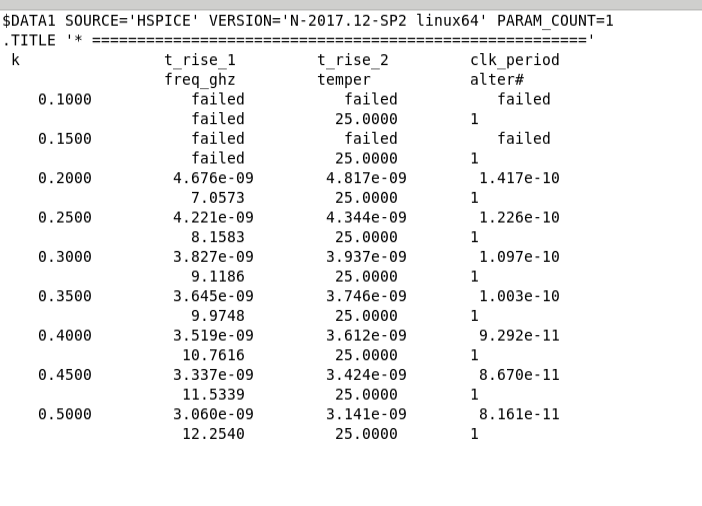 $DATA1 SOURCE='HSPICE' VERSION='N-2017.12-SP2 linux64' PARAM_COUNT=1
.TITLE '* ======================================================='
k t_rise_1 t_rise_2 clk_period
freq_ghz temper alter#
0.1000 failed failed failed
failed 25.0000 1
0.1500 failed failed failed
failed 25.0000 1
0.2000 4.676e-09 4.817e-09 1.417e-10
7.0573 25.0000 1
0.2500 4.221e-09 4.344e-09 1.226e-10
8.1583 25.0000 1
0.3000 3.827e-09 3.937e-09 1.097e-10
9.1186 25.0000 1
0.3500 3.645e-09 3.746e-09 1.003e-10
9.9748 25.0000 1
0.4000 3.519e-09 3.612e-09 9.292e-11
10.7616 25.0000 1
0.4500 3.337e-09 3.424e-09 8.670e-11
11.5339 25.0000 1
0.5000 3.060e-09 3.141e-09 8.161e-11
12.2540 25.0000 1